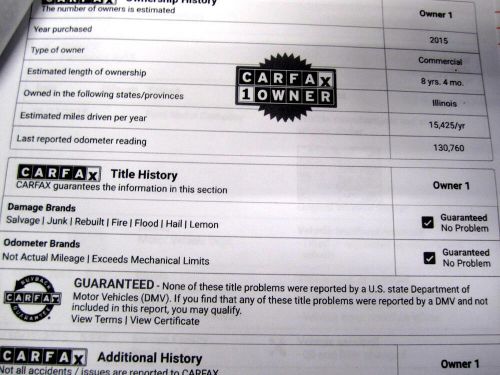 CARFAX Ownership History
The number of owners is estimated Owner 1
Year purchased 2015
Type of owner Commercial
Estimated length of ownership 8 yrs. 4 mo.
Owned in the following states/provinces Illinois
Estimated miles driven per year 15,425/yr
Last reported odometer reading 130,760
CARFAX
1 OWNER
CARFAX Title History
CARFAX guarantees the information in this section Owner 1
Damage Brands
Salvage | Junk | Rebuilt | Fire | Flood | Hail | Lemon
Guaranteed
No Problem
Odometer Brands
Not Actual Mileage | Exceeds Mechanical Limits
Guaranteed
No Problem
BUYBACK
CARFAX
GUARANTEE
GUARANTEED - None of these title problems were reported by a U.S. state Department of
Motor Vehicles (DMV). If you find that any of these title problems were reported by a DMV and not
included in this report, you may qualify.
View Terms | View Certificate
CARFAX Additional History
Not all accidents / issues are reported to CARFAX Owner 1